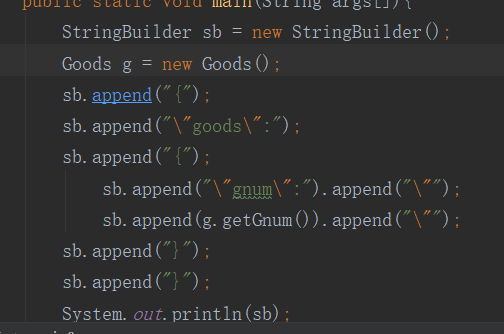 public static void main(String args[]){
StringBuilder sb = new StringBuilder();
Goods g = new Goods();
sb.append("{");
sb.append("\"goods\":");
sb.append("{");
sb.append("\"gnum\":").append("\"");
sb.append(g.getGnum()).append("\"");
sb.append("}");
sb.append("}");
System.out.println(sb);